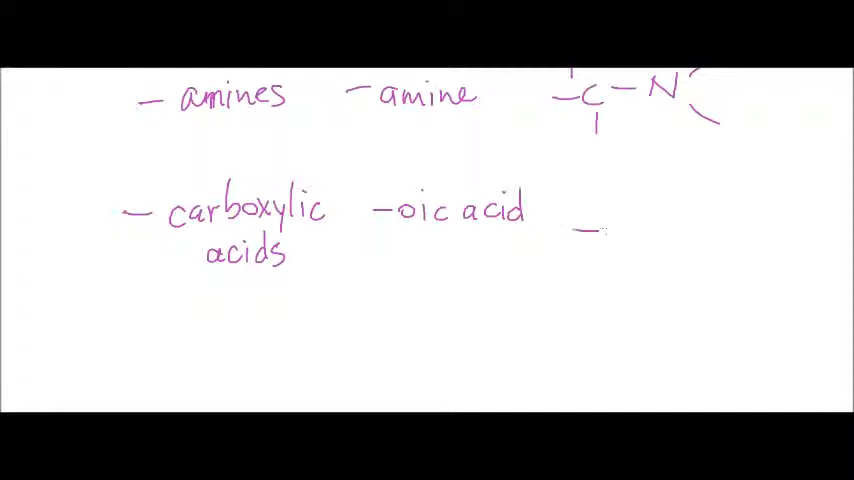 – amines –amine –C–N
– carboxylic –oic acid –
acids